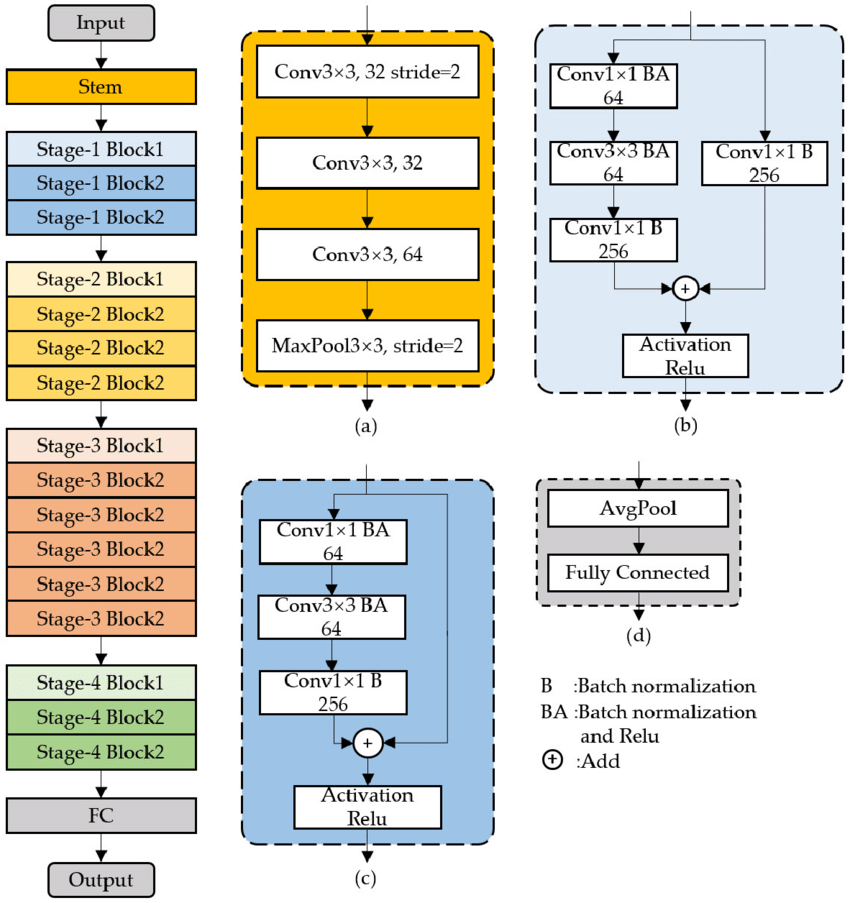 Input
Stem
Stage-1 Block1
Stage-1 Block2
Stage-1 Block2
Stage-2 Block1
Stage-2 Block2
Stage-2 Block2
Stage-2 Block2
Stage-3 Block1
Stage-3 Block2
Stage-3 Block2
Stage-3 Block2
Stage-3 Block2
Stage-3 Block2
Stage-4 Block1
Stage-4 Block2
Stage-4 Block2
FC
Output
Conv3×3, 32 stride=2
Conv3×3, 32
Conv3×3, 64
MaxPool3×3, stride=2
(a)
Conv1×1 BA
64
Conv3×3 BA
64
Conv1×1 B
256
Conv1×1 B
256
+
Activation
Relu
(b)
Conv1×1 BA
64
Conv3×3 BA
64
Conv1×1 B
256
+
Activation
Relu
(c)
AvgPool
Fully Connected
(d)
B :Batch normalization
BA :Batch normalization
and Relu
⊕ :Add